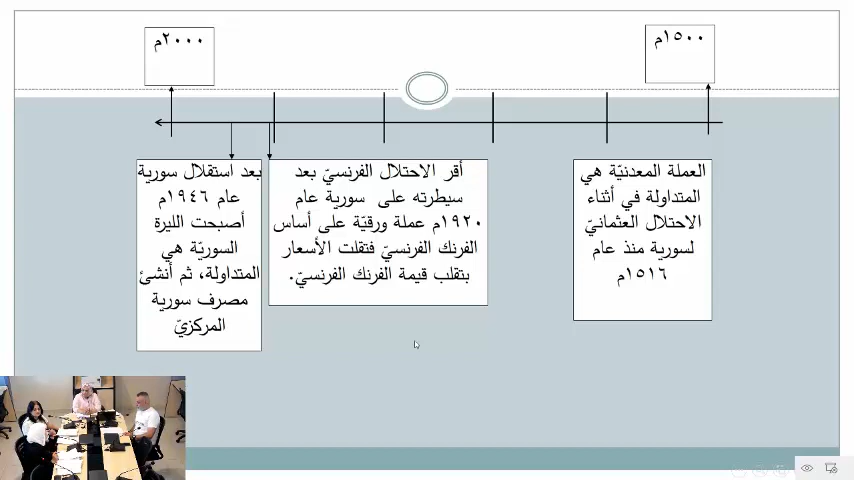 ١٥٠٠م
٢٠٠٠م
العملة المعدنيّة هي
المتداولة في أثناء
الاحتلال العثمانيّ
لسورية منذ عام
١٥١٦م
أقر الاحتلال الفرنسيّ بعد
سيطرته على سورية عام
١٩٢٠م عملة ورقيّة على أساس
الفرنك الفرنسيّ فتقلت الأسعار
بتقلب قيمة الفرنك الفرنسيّ.
بعد استقلال سورية
عام ١٩٤٦م
أصبحت الليرة
السوريّة هي
المتداولة، ثم أنشئ
مصرف سورية
المركزيّ